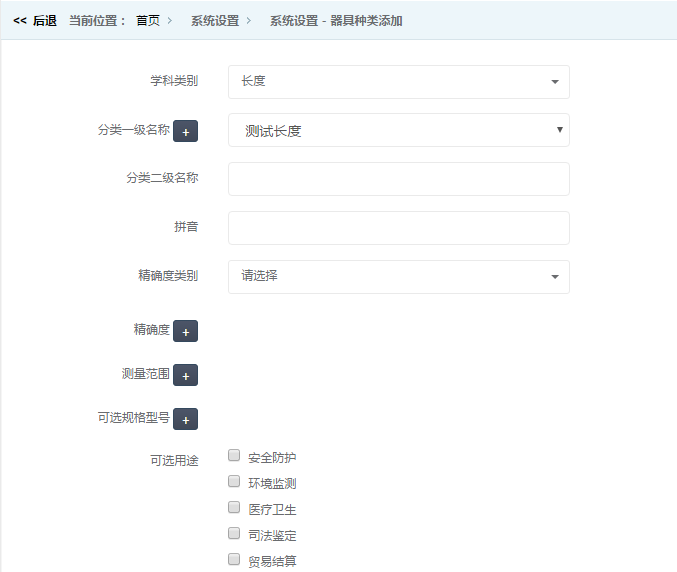 << 后退 当前位置： 首页 > 系统设置 > 系统设置 - 器具种类添加
学科类别 长度
分类一级名称 + 测试长度
分类二级名称
拼音
精确度类别 请选择
精确度 +
测量范围 +
可选规格型号 +
可选用途 安全防护
环境监测
医疗卫生
司法鉴定
贸易结算